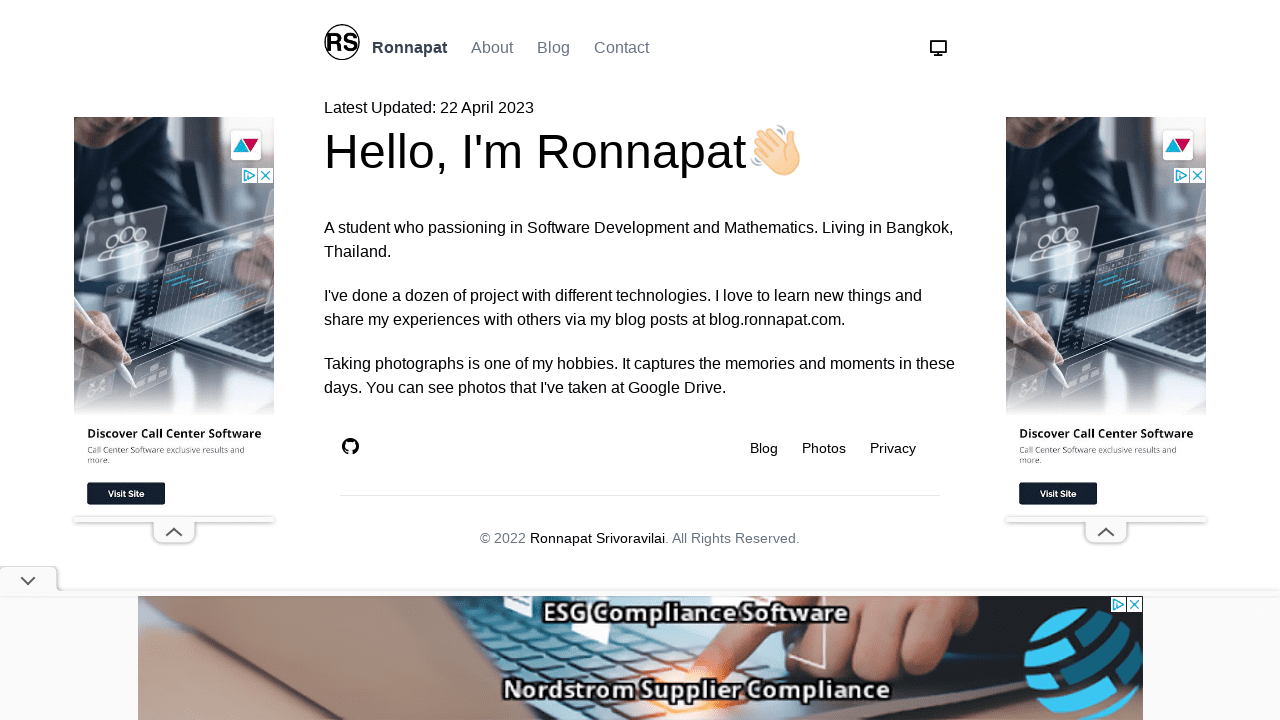 RS
Ronnapat About Blog Contact
Latest Updated: 22 April 2023
Hello, I'm Ronnapat👋🏻
A student who passioning in Software Development and Mathematics. Living in Bangkok,
Thailand.
I've done a dozen of project with different technologies. I love to learn new things and
share my experiences with others via my blog posts at blog.ronnapat.com.
Taking photographs is one of my hobbies. It captures the memories and moments in these
days. You can see photos that I've taken at Google Drive.
Blog Photos Privacy
© 2022 Ronnapat Srivoravilai. All Rights Reserved.
Discover Call Center Software
Call Center Software exclusive results and
more.
Visit Site
Discover Call Center Software
Call Center Software exclusive results and
more.
Visit Site
ESG Compliance Software
Nordstrom Supplier Compliance